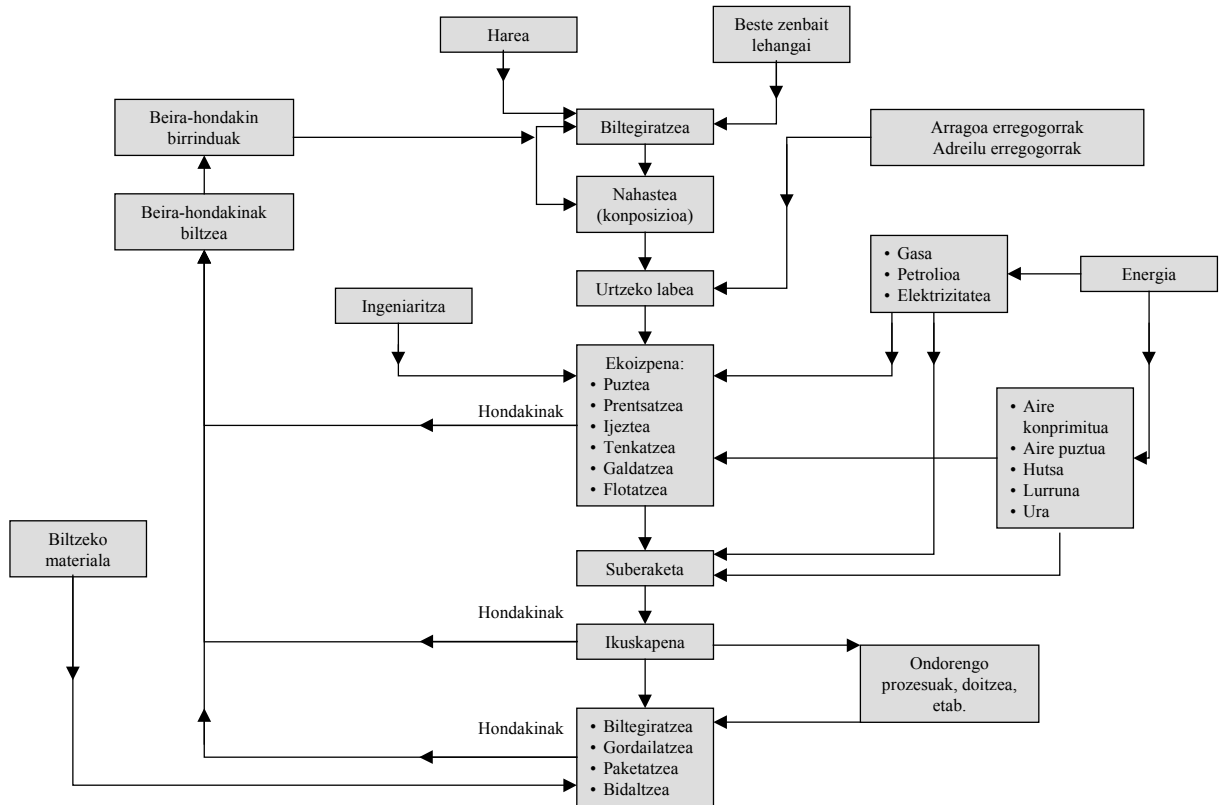 Harea
Beste zenbait
lehangai
Beira-hondakin
birrinduak
Biltegiratzea
Arragoa erregogorrak
Adreilu erregogorrak
Beira-hondakinak
biltzea
Nahastea
(konposizioa)
• Gasa
• Petrolioa
• Elektrizitatea
Energia
Urtzeko labea
Ingeniaritza
Ekoizpena:
• Puztea
• Prentsatzea
• Ijeztea
• Tenkatzea
• Galdatzea
• Flotatzea
Hondakinak
• Aire
konprimitua
• Aire puztua
• Hutsa
• Lurruna
• Ura
Biltzeko
materiala
Suberaketa
Hondakinak
Ikuskapena
Ondorengo
prozesuak, doitzea,
etab.
Hondakinak
• Biltegiratzea
• Gordailatzea
• Paketatzea
• Bidaltzea